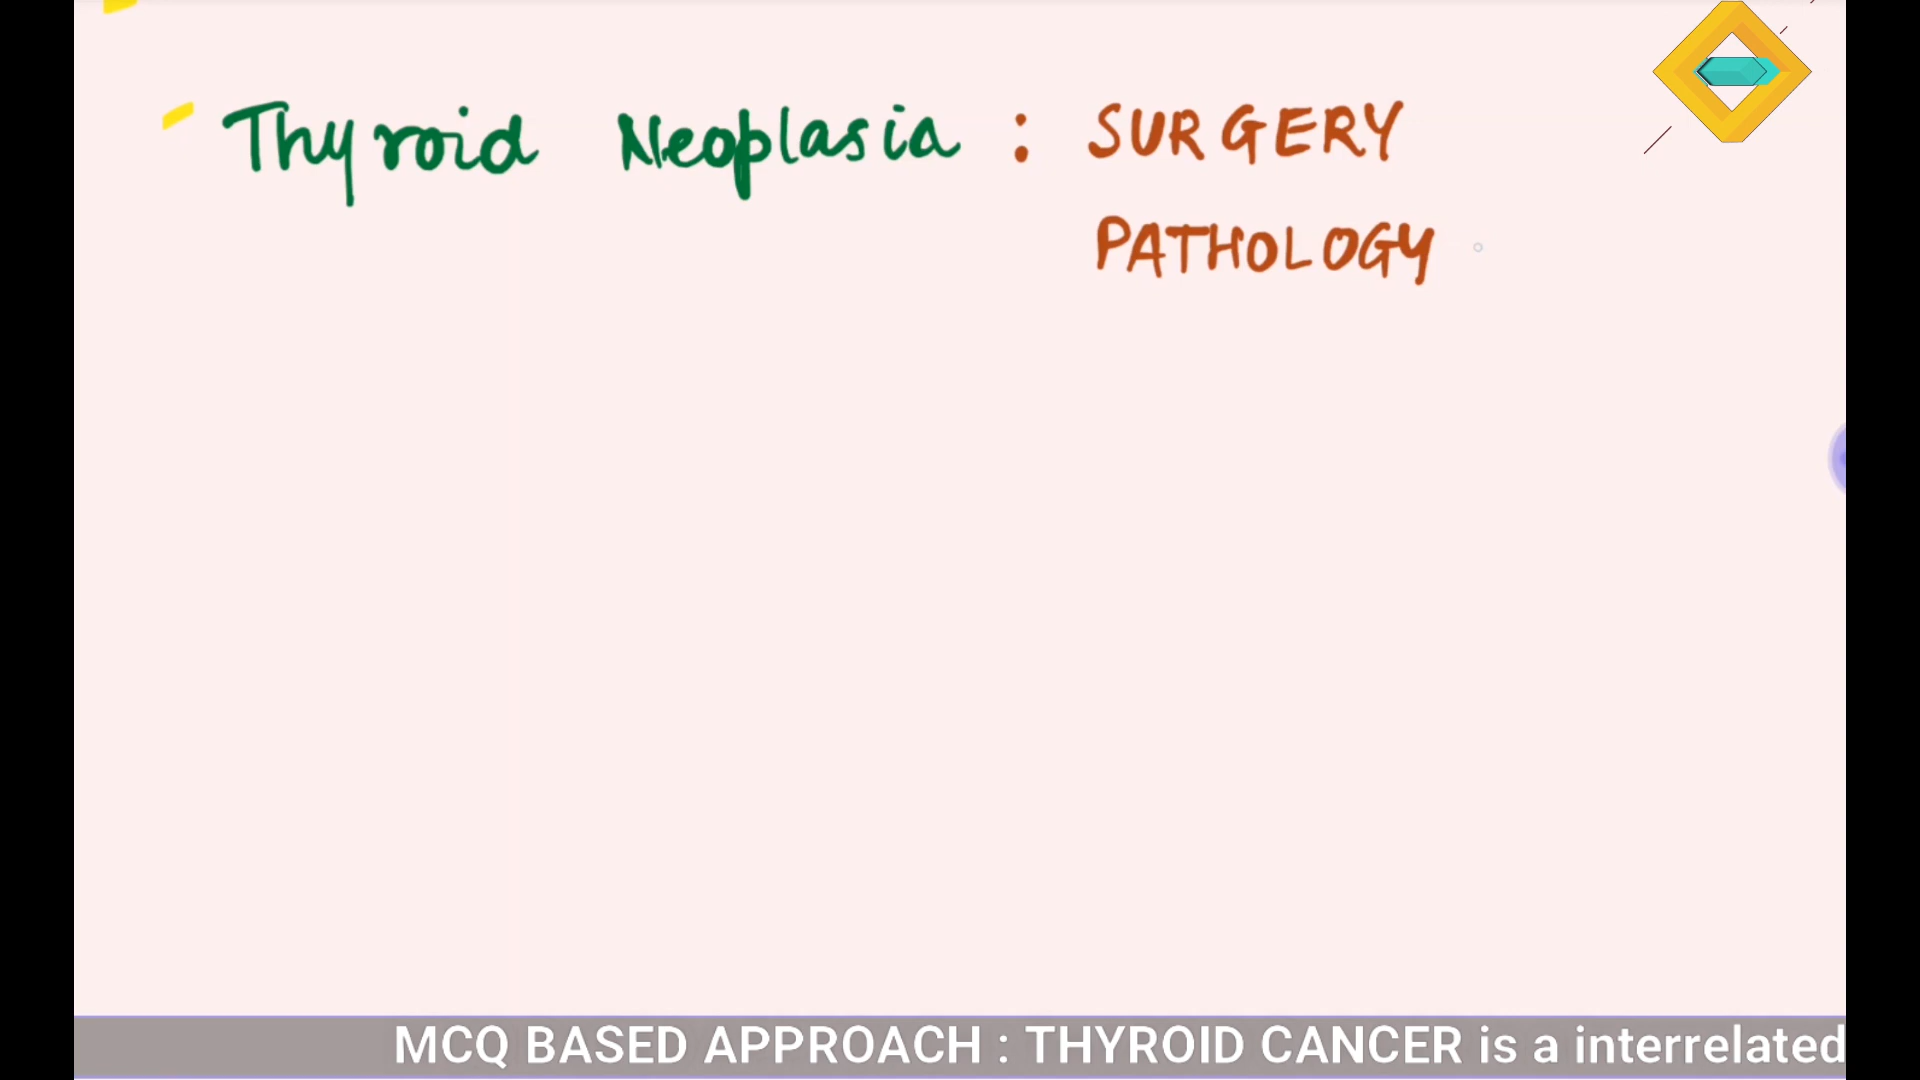 Thyroid Neoplasia : SURGERY
PATHOLOGY
MCQ BASED APPROACH : THYROID CANCER is a interrelated